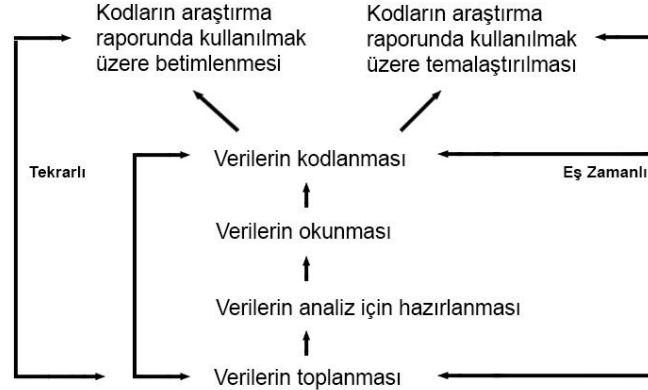 Kodların araştırma
raporunda kullanılmak
üzere betimlenmesi
Kodların araştırma
raporunda kullanılmak
üzere temalaştırılması
Verilerin kodlanması
Tekrarlı
Eş Zamanlı
Verilerin okunması
Verilerin analiz için hazırlanması
Verilerin toplanması